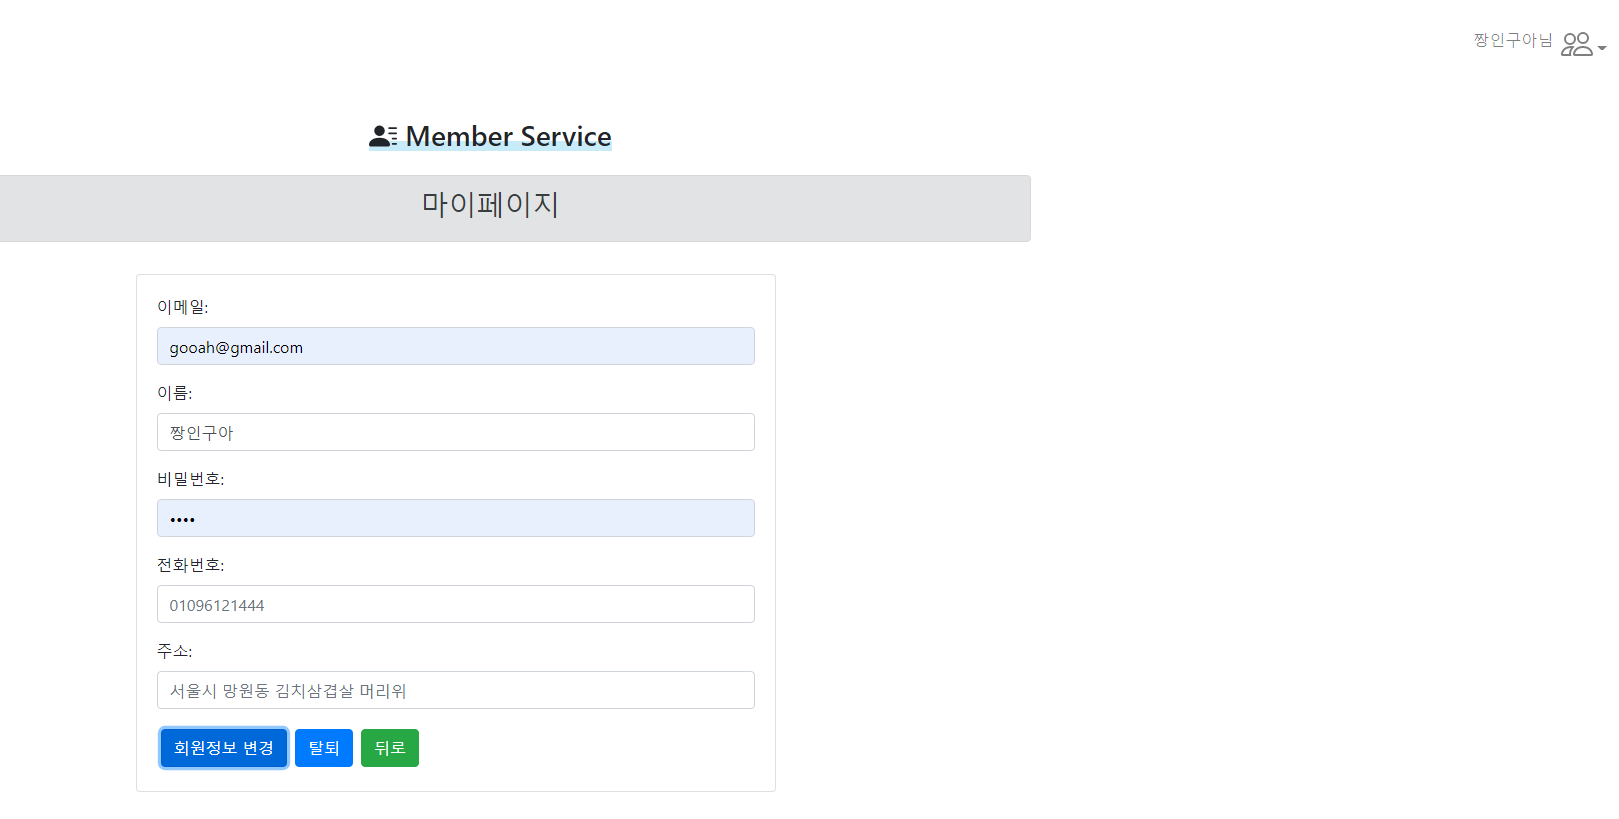 짱인구아님
Member Service
마이페이지
이메일:
gooah@gmail.com
이름:
짱인구아
비밀번호:
••••
전화번호:
01096121444
주소:
서울시 망원동 김치삼겹살 머리위
회원정보 변경 탈퇴 뒤로